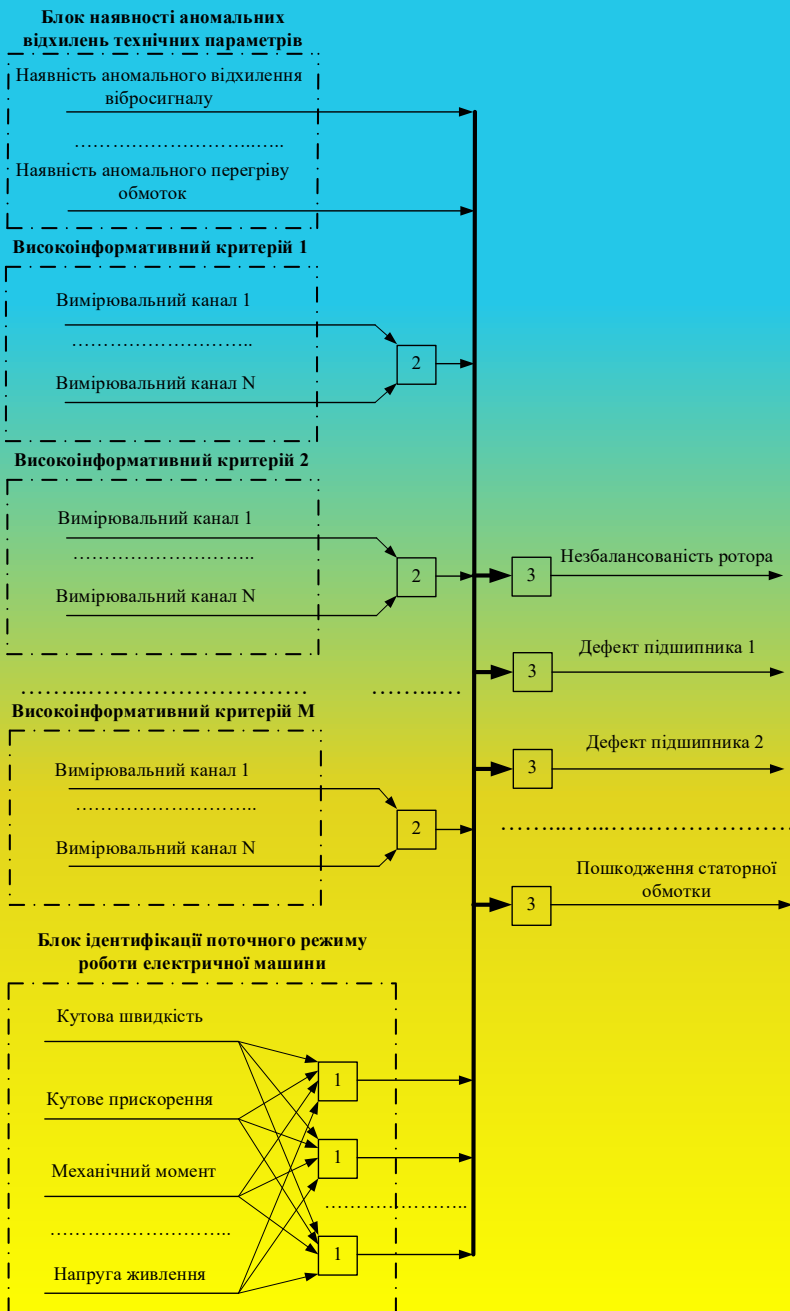 Блок наявності аномальних
відхилень технічних параметрів
Наявність аномального відхилення
вібросигналу
……………………………..…..
Наявність аномального перегріву
обмоток
Високоінформативний критерій 1
Вимірювальний канал 1
………………………..
Вимірювальний канал N
2
Високоінформативний критерій 2
Вимірювальний канал 1
………………………..
Вимірювальний канал N
2
3
Незбалансованість ротора
3
Дефект підшипника 1
……...…………………………
……...…
Високоінформативний критерій М
Вимірювальний канал 1
………………………..
Вимірювальний канал N
2
3
Дефект підшипника 2
……...…...…...………………
3
Пошкодження статорної
обмотки
Блок ідентифікації поточного режиму
роботи електричної машини
Кутова швидкість
1
Кутове прискорення
1
Механічний момент
…………………..
………………………..
1
Напруга живлення